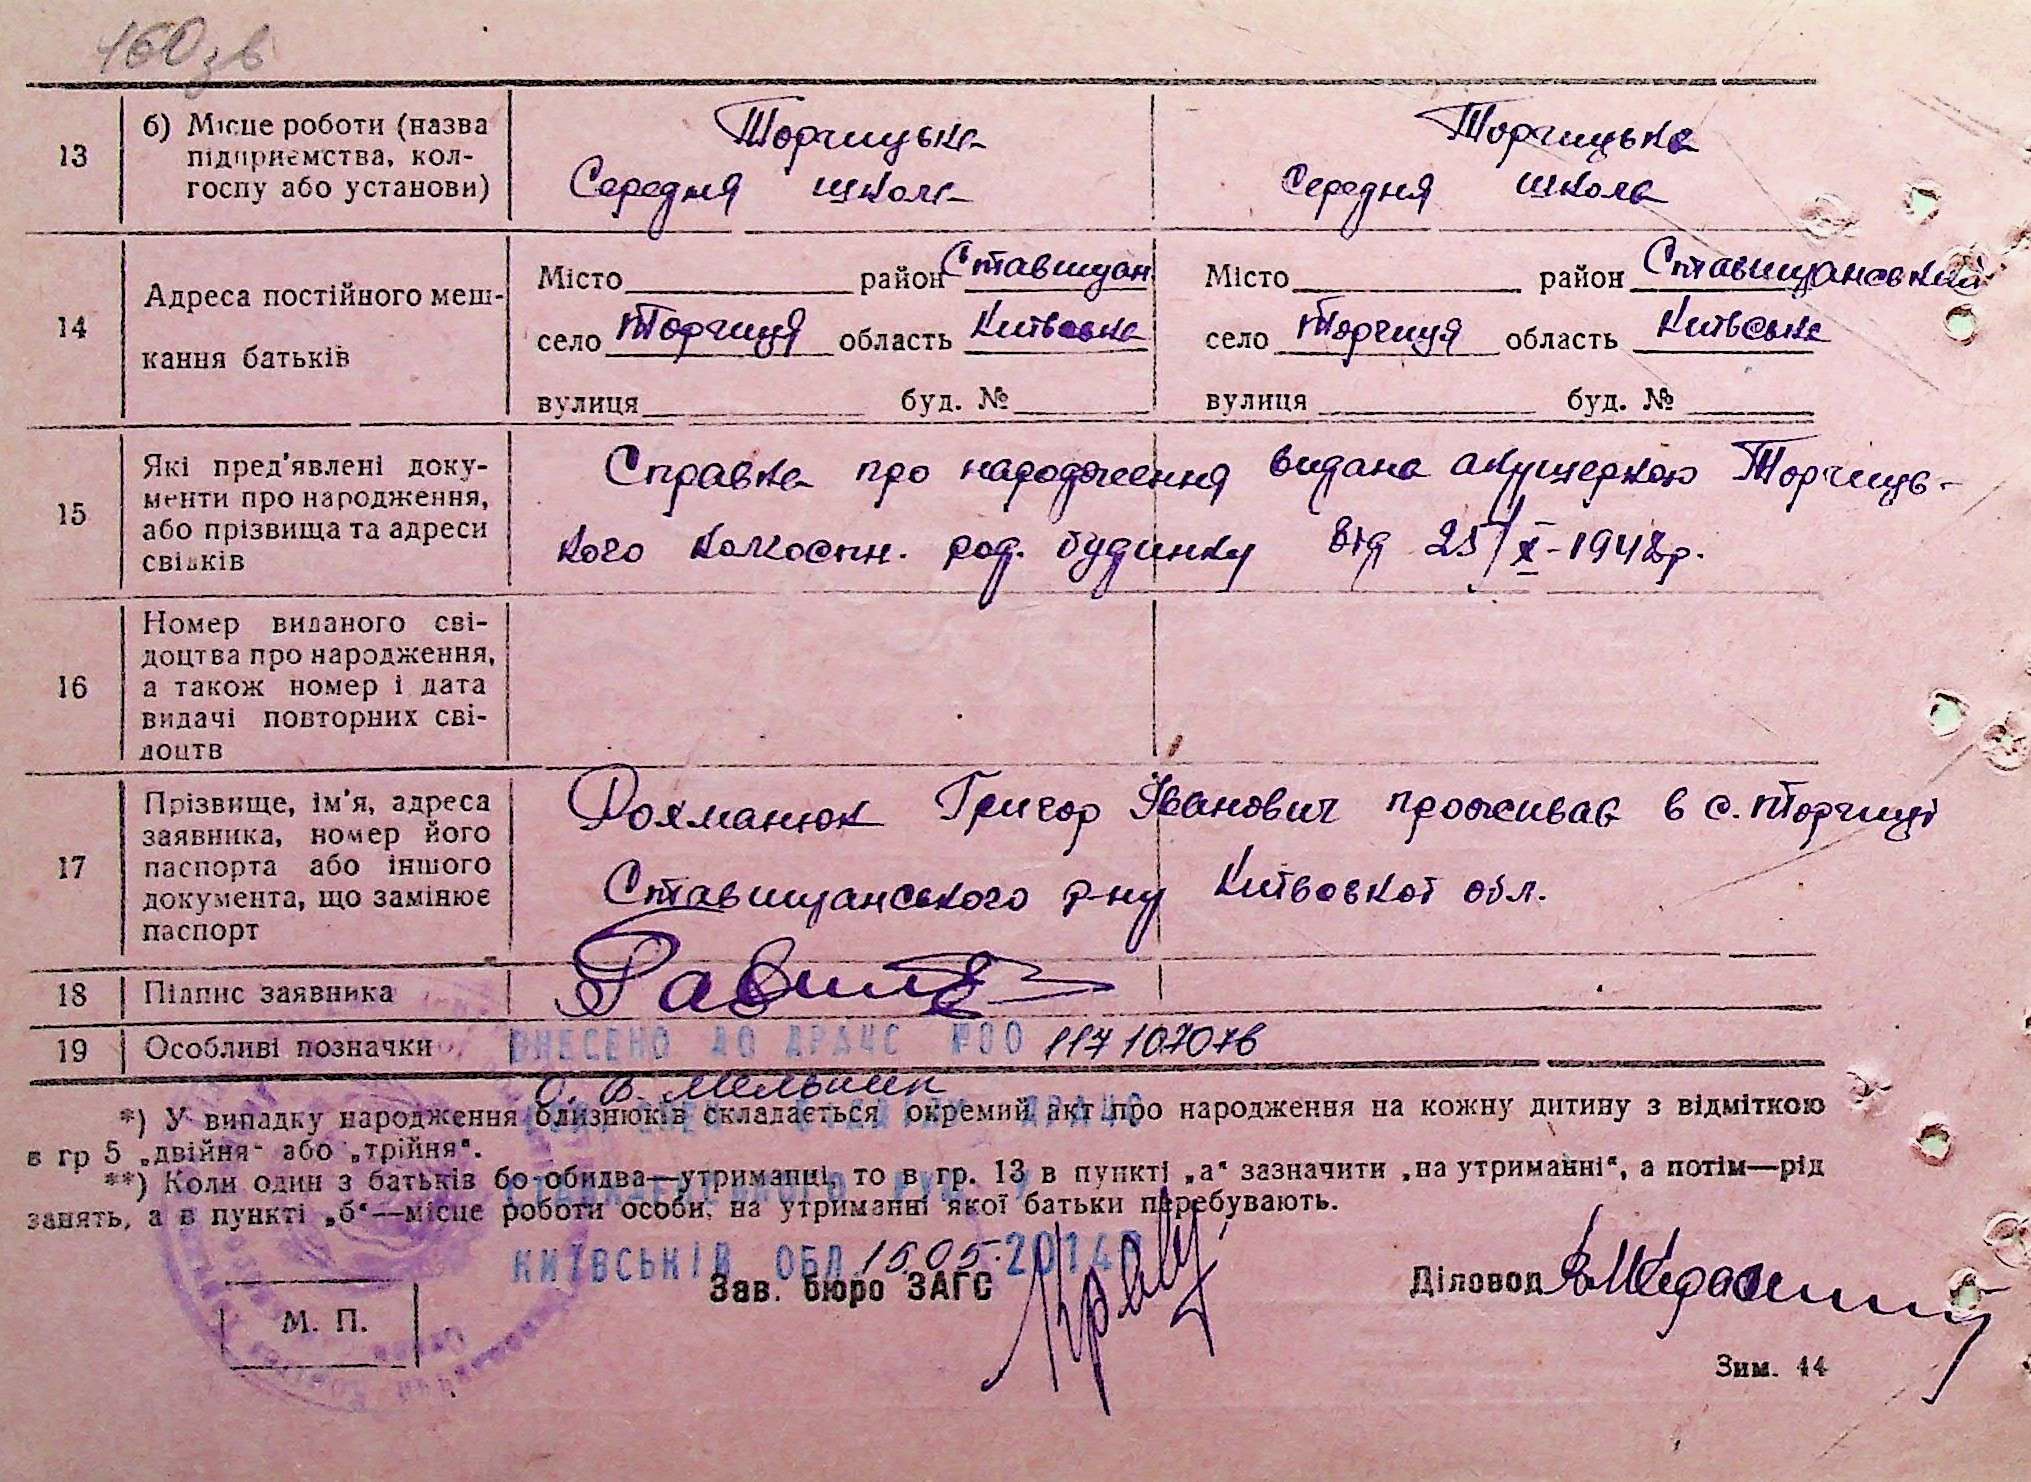 160 зв
13
б) Місце роботи (назва
підприємства, кол-
госпу або установи)
Торчицька
Середня школа
Торчицька
Середня школа
14
Адреса постійного меш-
кання батьків
Місто район Ставищан
село Торчиця область Київська
вулиця буд. №
Місто район Ставищанський
село Торчиця область Київська
вулиця буд. №
15
Які пред'явлені доку-
менти про народження,
або прізвища та адреси
свідків
Справка про народження видана акушеркою Торчиць-
кого колгоспн. род. будинку від 25/X-1948р.
16
Номер виданого сві-
доцтва про народження,
а також номер і дата
видачі повторних сві-
доцтв
17
Прізвище, ім'я, адреса
заявника, номер його
паспорта або іншого
документа, що замінює
паспорт
Григор Іванович проживає в с. Торчиці
Ставищанського р-ну Київської обл.
18
Підпис заявника
19
Особливі позначки
ВНЕСЕНО ДО ДРАЦС №00 117107076
О. В. Мельник
*) У випадку народження близнюків складається окремий акт про народження на кожну дитину з відміткою
в гр 5 „двійня" або „трійня".
**) Коли один з батьків бо обидва—утриманці, то в гр. 13 в пункті „а" зазначити „на утриманні", а потім—рід
занять, а в пункті „б"—місце роботи особи, на утриманні якої батьки перебувають.
КИЇВСЬКІЙ ОБЛ 15.05.2014
Зав. бюро ЗАГС
Діловод
М. П.
Зим. 44